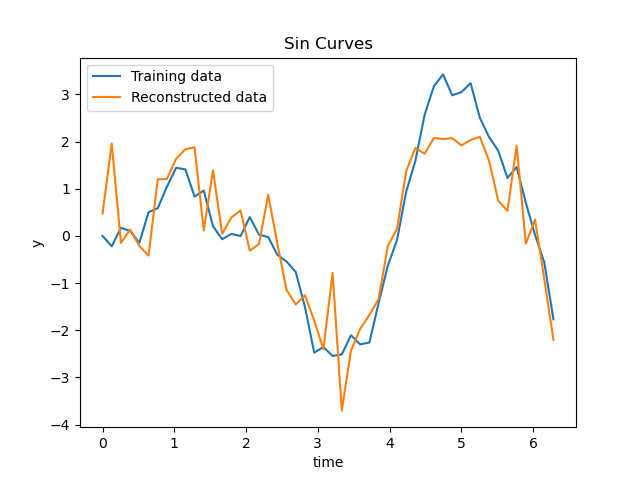 Sin Curves
Training data
Reconstructed data
y
3
2
1
0
−1
−2
−3
−4
0 1 2 3 4 5 6
time